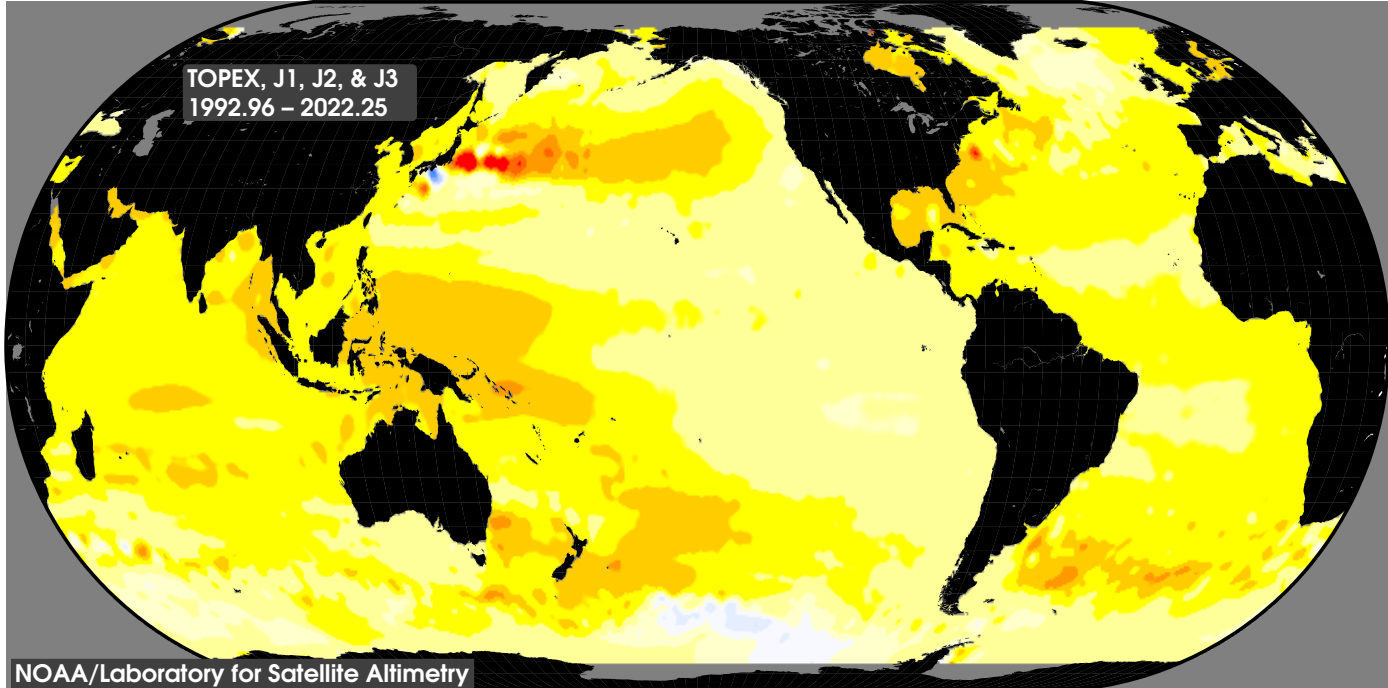 TOPEX, J1, J2, & J3
1992.96 – 2022.25
NOAA/Laboratory for Satellite Altimetry